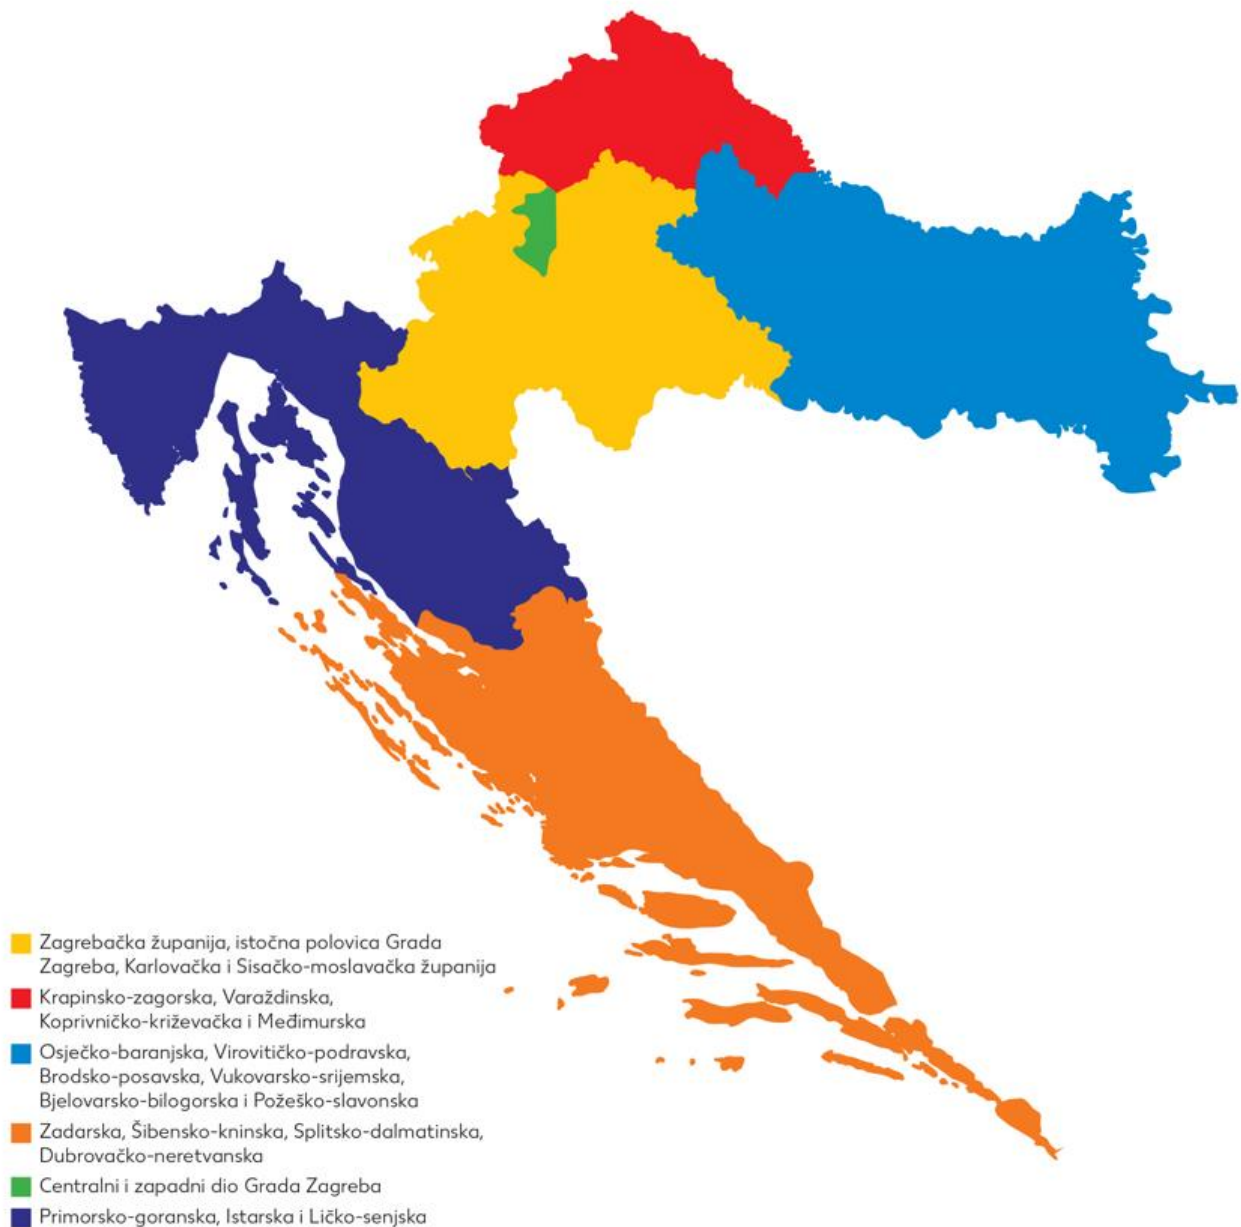 Zagrebačka županija, istočna polovica Grada
Zagreba, Karlovačka i Sisačko-moslavačka županija
Krapinsko-zagorska, Varaždinska,
Koprivničko-križevačka i Međimurska
Osječko-baranjska, Virovitičko-podravska,
Brodsko-posavska, Vukovarsko-srijemska,
Bjelovarsko-bilogorska i Požeško-slavonska
Zadarska, Šibensko-kninska, Splitsko-dalmatinska,
Dubrovačko-neretvanska
Centralni i zapadni dio Grada Zagreba
Primorsko-goranska, Istarska i Ličko-senjska